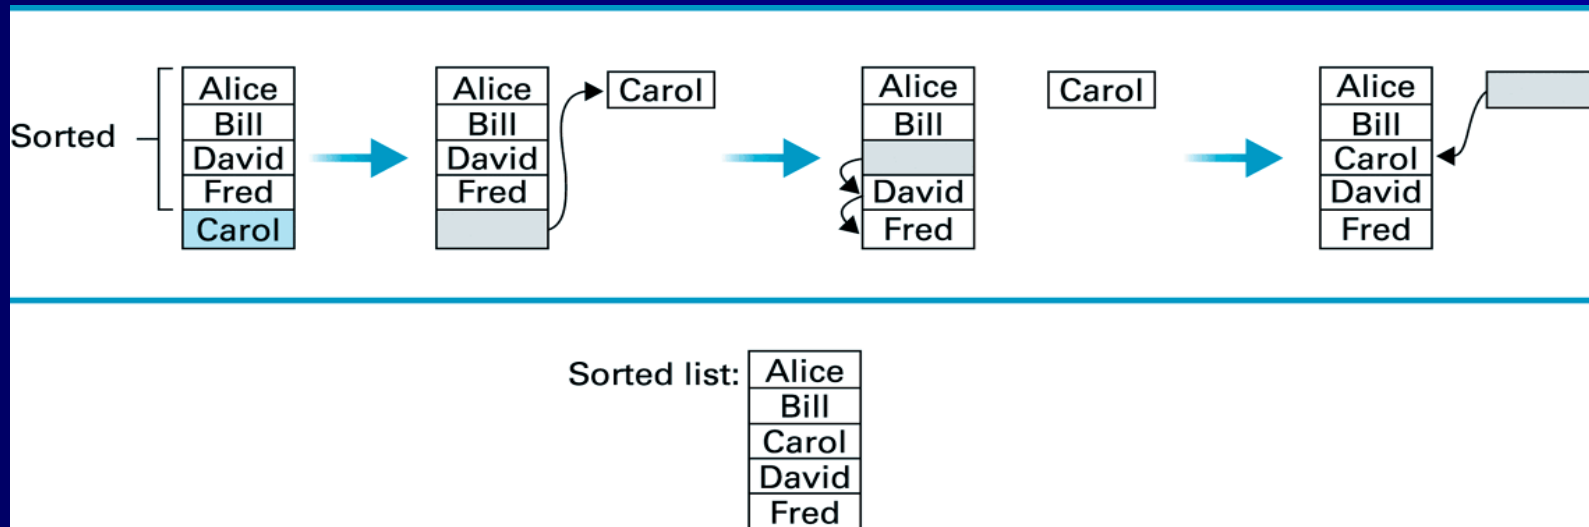 Sorted
Alice
Bill
David
Fred
Carol
Alice
Bill
David
Fred
Carol
Alice
Bill
David
Fred
Carol
Alice
Bill
Carol
David
Fred
Sorted list:
Alice
Bill
Carol
David
Fred